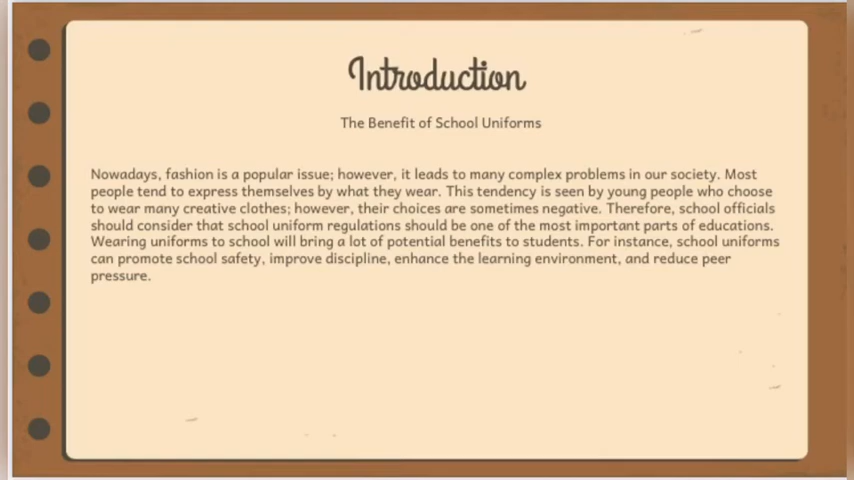 Introduction
The Benefit of School Uniforms
Nowadays, fashion is a popular issue; however, it leads to many complex problems in our society. Most
people tend to express themselves by what they wear. This tendency is seen by young people who choose
to wear many creative clothes; however, their choices are sometimes negative. Therefore, school officials
should consider that school uniform regulations should be one of the most important parts of educations.
Wearing uniforms to school will bring a lot of potential benefits to students. For instance, school uniforms
can promote school safety, improve discipline, enhance the learning environment, and reduce peer
pressure.